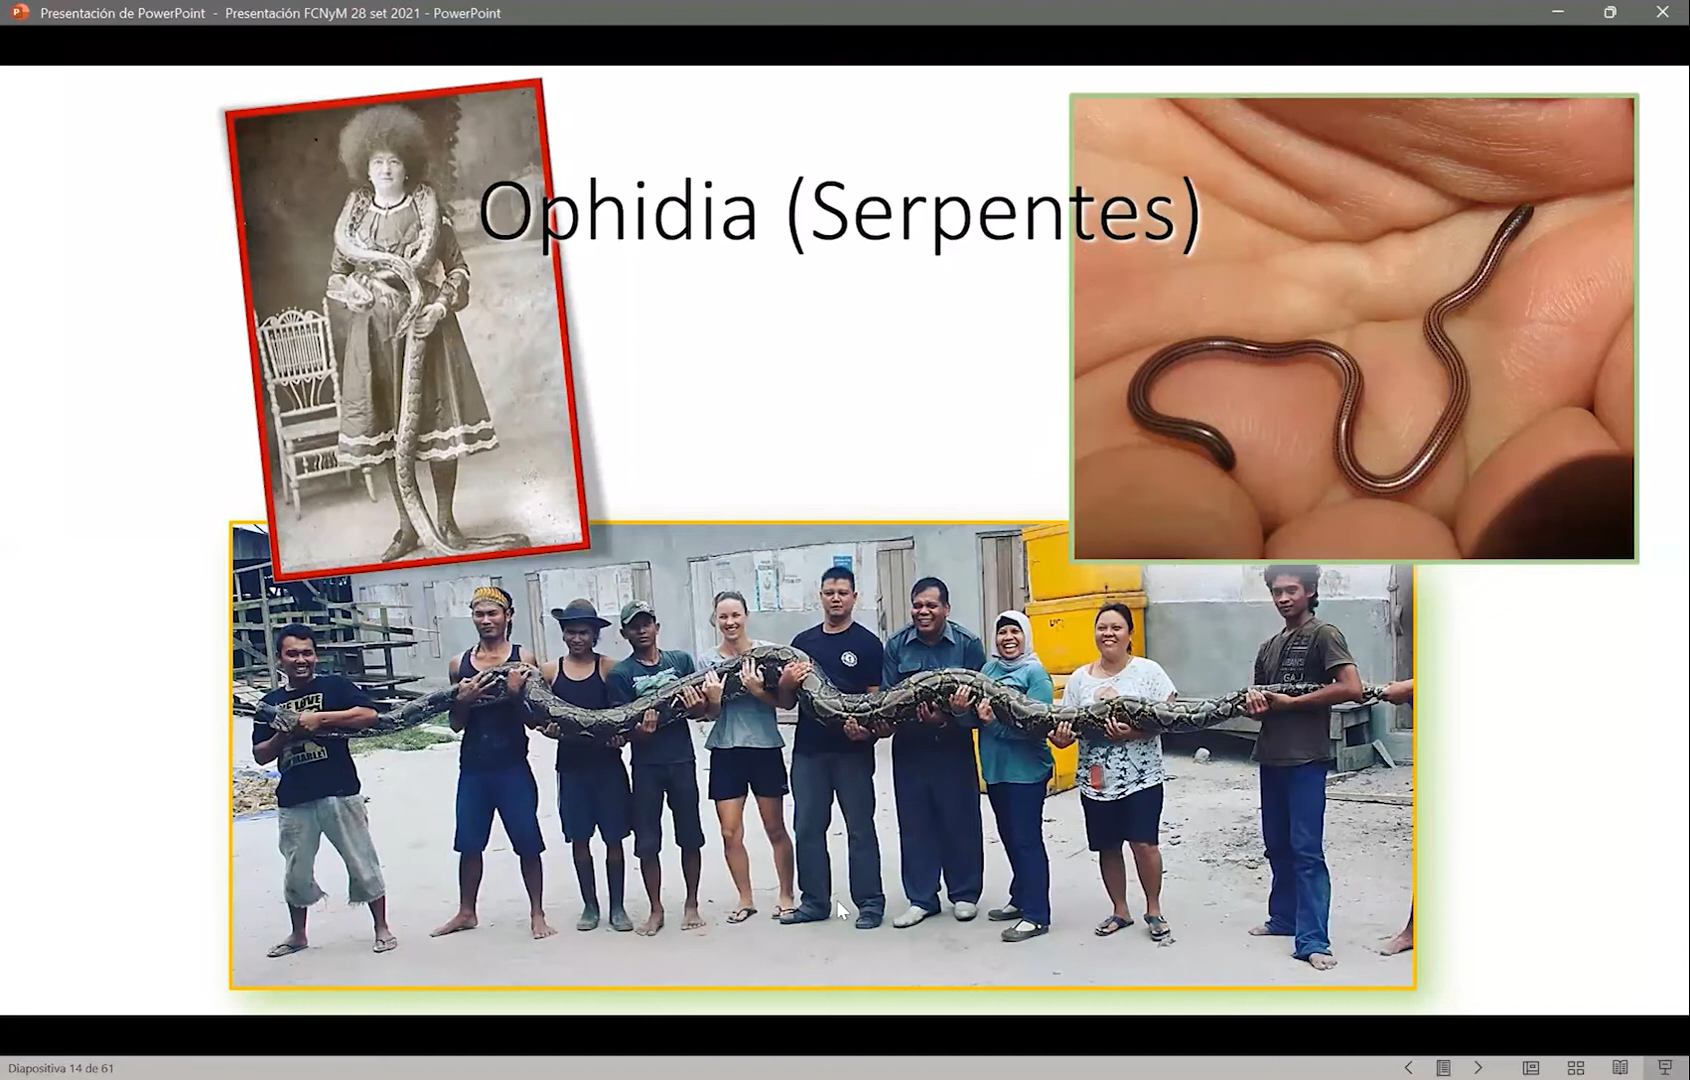 Presentación de PowerPoint - Presentación FCNyM 28 set 2021 - PowerPoint
Ophidia (Serpentes)
Diapositiva 14 de 61